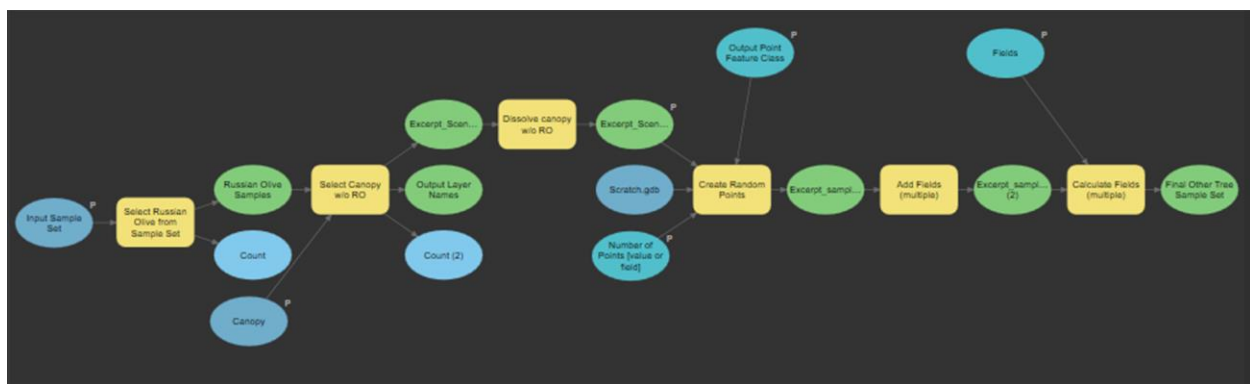 Input Sample
Set
P
Select Russian
Olive from
Sample Set
Russian Olive
Samples
Count
Canopy
P
Select Canopy
w/o RO
Excerpt_Scen...
Output Layer
Names
Count (2)
Dissolve canopy
w/o RO
Excerpt_Scen...
P
Scratch.gdb
Number of
Points [value or
field]
P
Output Point
Feature Class
P
Create Random
Points
Excerpt_sampl...
Add Fields
(multiple)
Excerpt_sampl...
(2)
Fields
P
Calculate Fields
(multiple)
Final Other Tree
Sample Set